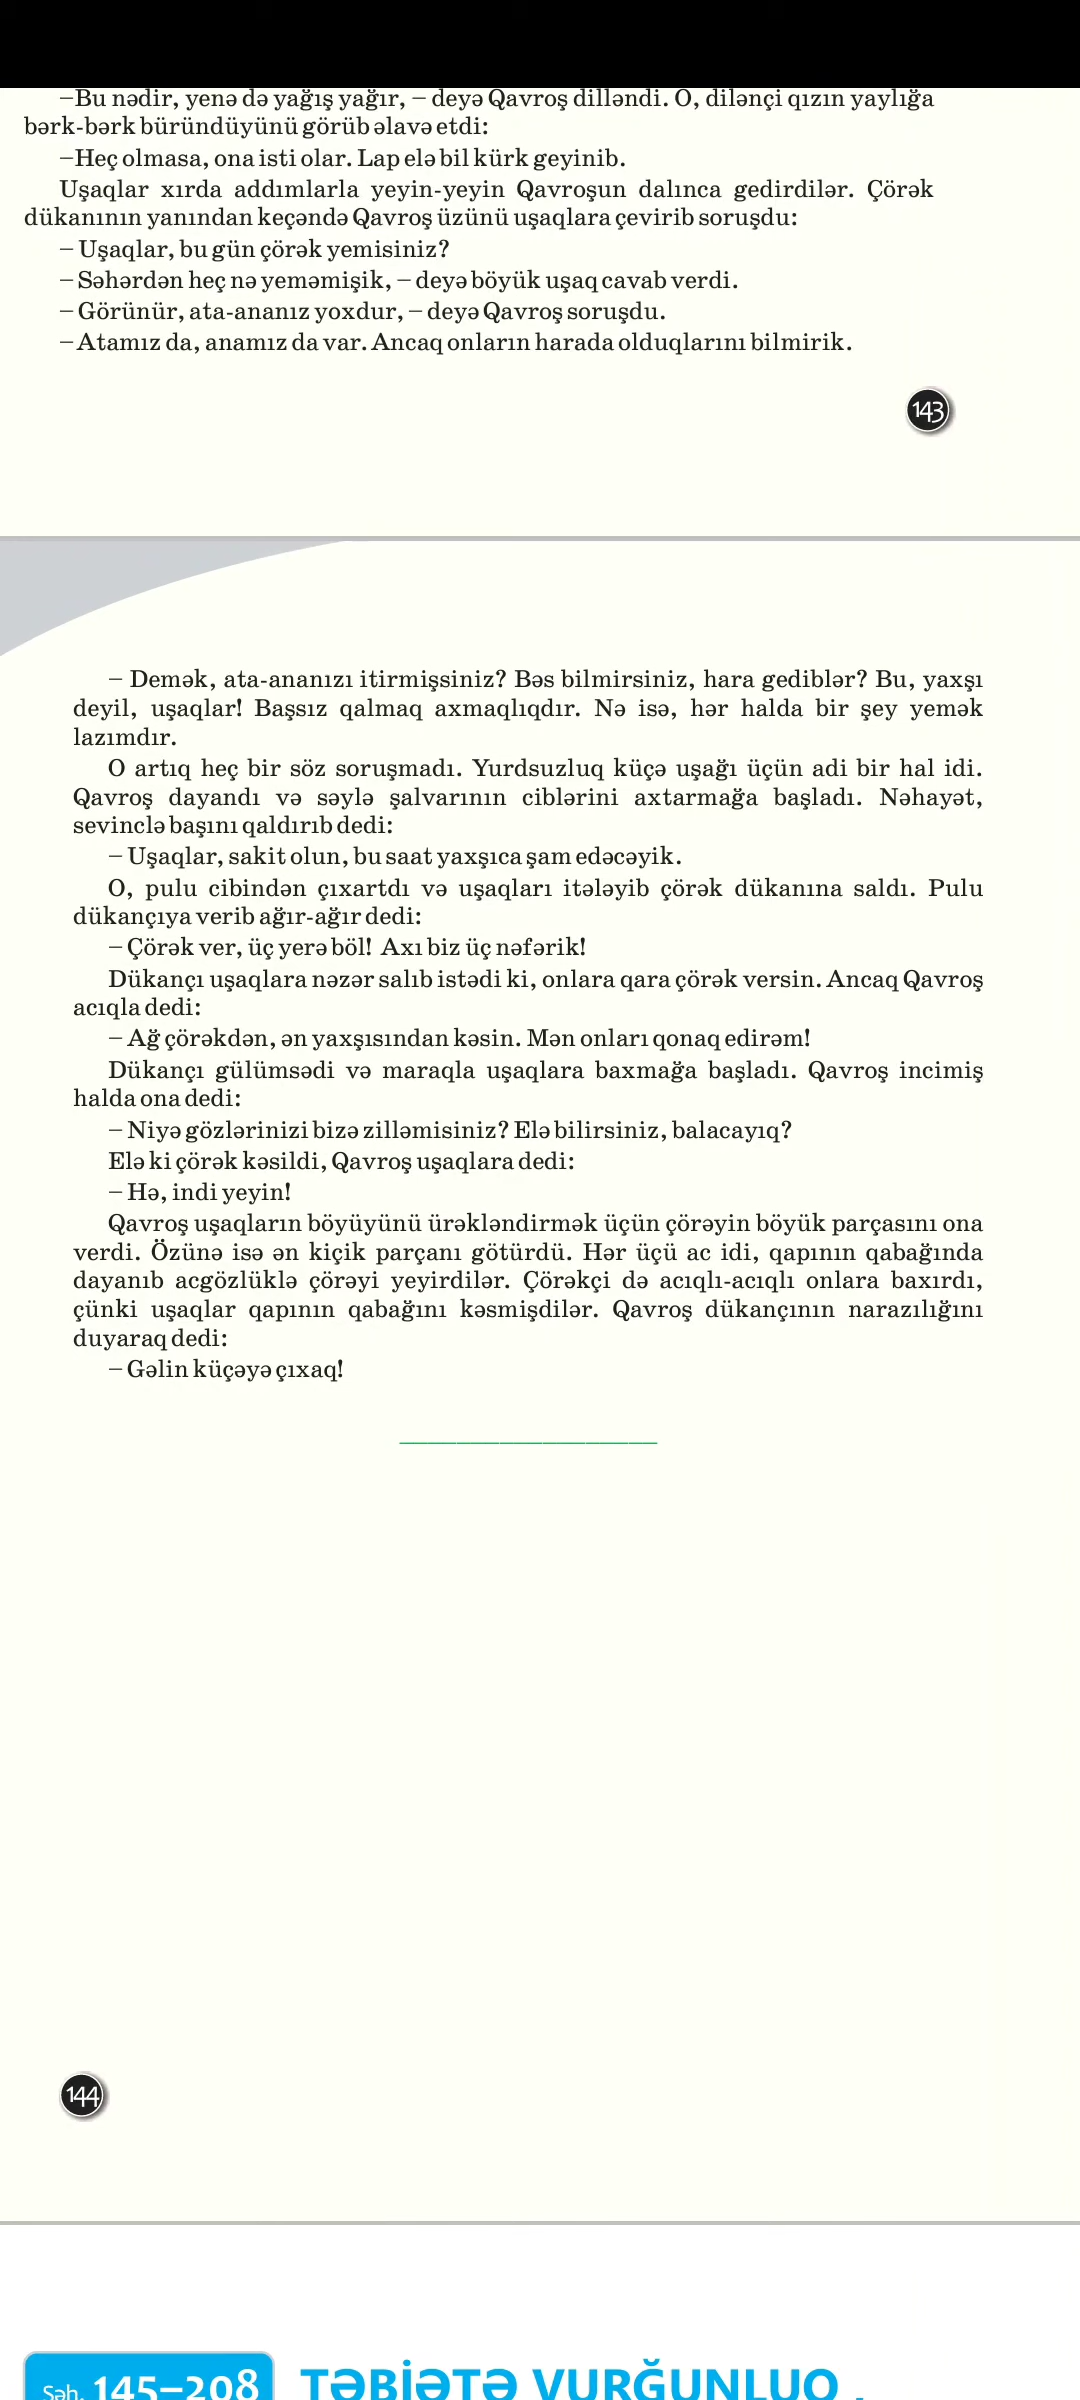 –Bu nədir, yenə də yağış yağır, – deyə Qavroş dilləndi. O, dilənçi qızın yaylığa
bərk-bərk büründüyünü görüb əlavə etdi:
–Heç olmasa, ona isti olar. Lap elə bil kürk geyinib.
Uşaqlar xırda addımlarla yeyin-yeyin Qavroşun dalınca gedirdilər. Çörək
dükanının yanından keçəndə Qavroş üzünü uşaqlara çevirib soruşdu:
– Uşaqlar, bu gün çörək yemisiniz?
– Səhərdən heç nə yeməmişik, – deyə böyük uşaq cavab verdi.
– Görünür, ata-ananız yoxdur, – deyə Qavroş soruşdu.
– Atamız da, anamız da var. Ancaq onların harada olduqlarını bilmirik.
143
– Demək, ata-ananızı itirmişsiniz? Bəs bilmirsiniz, hara gediblər? Bu, yaxşı
deyil, uşaqlar! Başsız qalmaq axmaqlıqdır. Nə isə, hər halda bir şey yemək
lazımdır.
O artıq heç bir söz soruşmadı. Yurdsuzluq küçə uşağı üçün adi bir hal idi.
Qavroş dayandı və səylə şalvarının ciblərini axtarmağa başladı. Nəhayət,
sevinclə başını qaldırıb dedi:
– Uşaqlar, sakit olun, bu saat yaxşıca şam edəcəyik.
O, pulu cibindən çıxartdı və uşaqları itələyib çörək dükanına saldı. Pulu
dükançıya verib ağır-ağır dedi:
– Çörək ver, üç yerə böl! Axı biz üç nəfərik!
Dükançı uşaqlara nəzər salıb istədi ki, onlara qara çörək versin. Ancaq Qavroş
acıqla dedi:
– Ağ çörəkdən, ən yaxşısından kəsin. Mən onları qonaq edirəm!
Dükançı gülümsədi və maraqla uşaqlara baxmağa başladı. Qavroş incimiş
halda ona dedi:
– Niyə gözlərinizi bizə zilləmisiniz? Elə bilirsiniz, balacayıq?
Elə ki çörək kəsildi, Qavroş uşaqlara dedi:
– Hə, indi yeyin!
Qavroş uşaqların böyüyünü ürəkləndirmək üçün çörəyin böyük parçasını ona
verdi. Özünə isə ən kiçik parçanı götürdü. Hər üçü ac idi, qapının qabağında
dayanıb acgözlüklə çörəyi yeyirdilər. Çörəkçi də acıqlı-acıqlı onlara baxırdı,
çünki uşaqlar qapının qabağını kəsmişdilər. Qavroş dükançının narazılığını
duyaraq dedi:
– Gəlin küçəyə çıxaq!
144
Səh. 145–208 TƏBİƏTƏ VURĞUNLUQ,